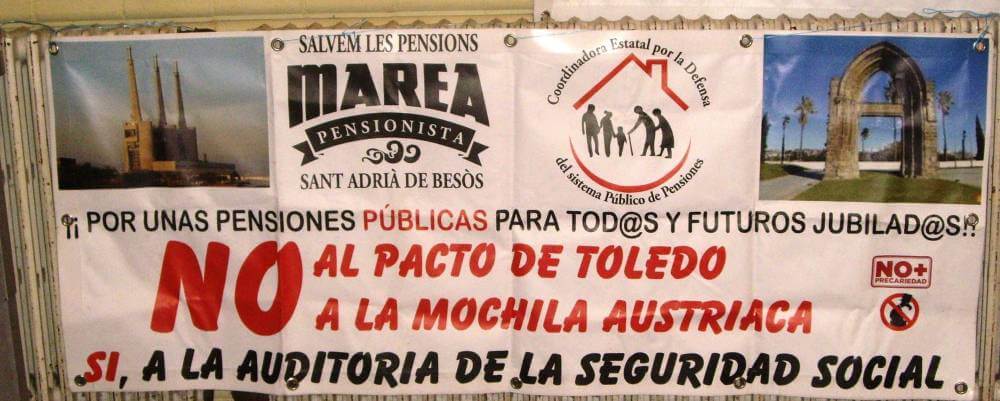 SALVEM LES PENSIONS
MAREA
PENSIONISTA
SANT ADRIÀ DE BESÒS
Coordinadora Estatal por la Defensa
del sistema Público de Pensiones
¡¡ POR UNAS PENSIONES PÚBLICAS PARA TOD@S Y FUTUROS JUBILAD@S!!
NO AL PACTO DE TOLEDO
A LA MOCHILA AUSTRIACA
NO+
PRECARIEDAD
SI, A LA AUDITORIA DE LA SEGURIDAD SOCIAL